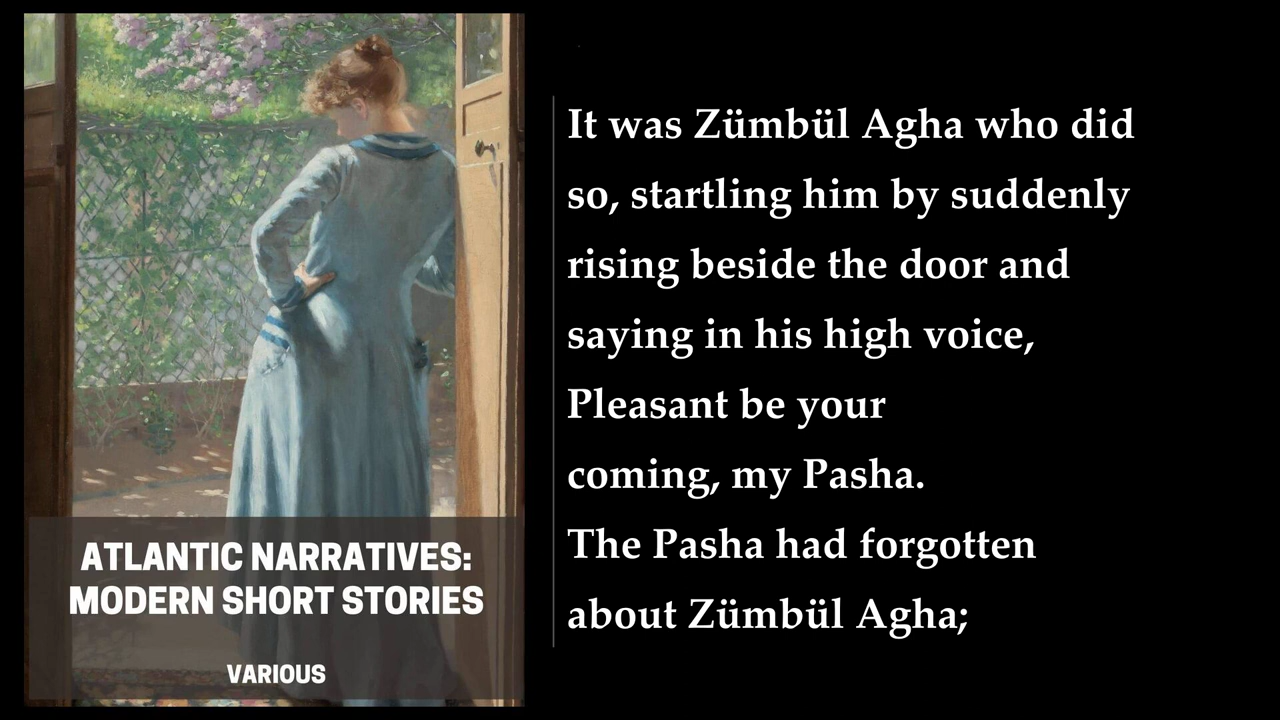 ATLANTIC NARRATIVES:
MODERN SHORT STORIES
VARIOUS
It was Zümbül Agha who did
so, startling him by suddenly
rising beside the door and
saying in his high voice,
Pleasant be your
coming, my Pasha.
The Pasha had forgotten
about Zümbül Agha;